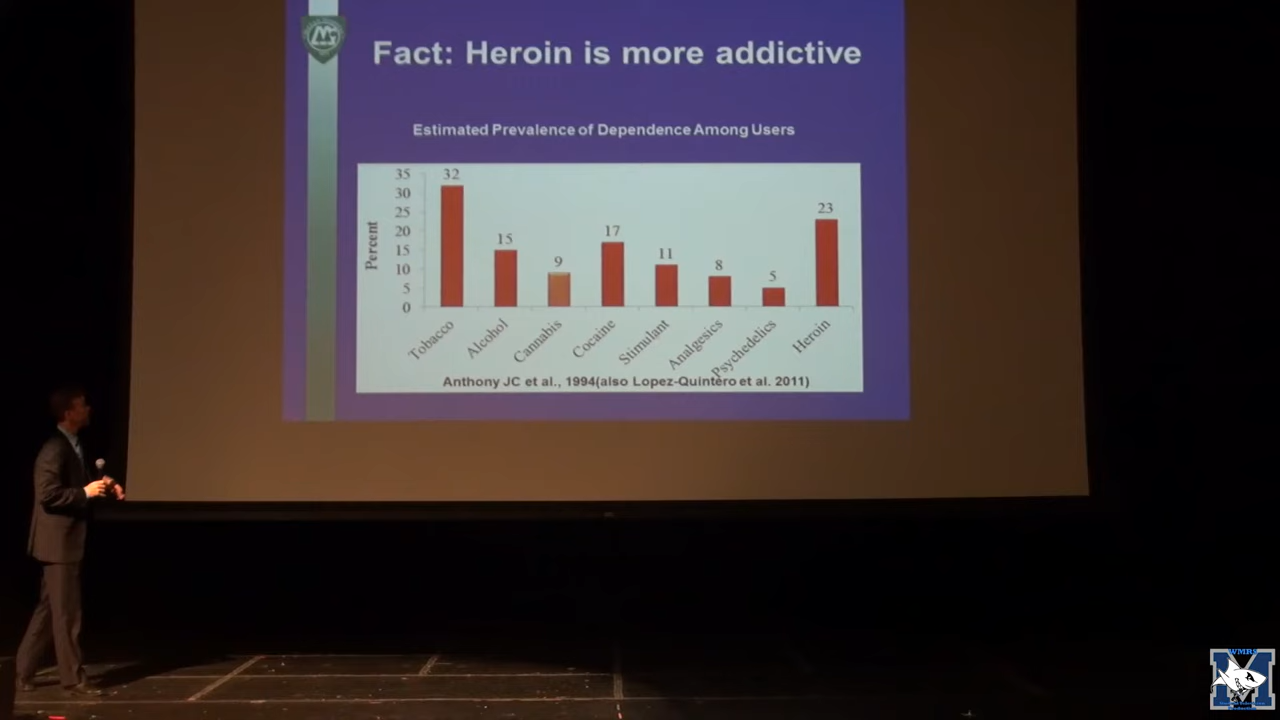 Fact: Heroin is more addictive
Estimated Prevalence of Dependence Among Users
Percent
35
30
25
20
15
10
5
0
32
15
9
17
11
8
5
23
Tobacco
Alcohol
Cannabis
Cocaine
Stimulant
Analgesics
Psychedelics
Heroin
Anthony JC et al., 1994(also Lopez-Quintero et al. 2011)
WMRS